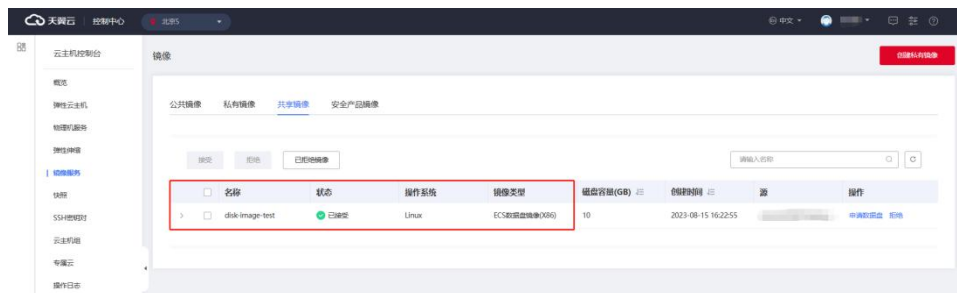 天翼云 控制中心 北京5 中文
云主机控制台
概览
弹性云主机
物理机服务
弹性伸缩
镜像服务
快照
SSH密钥对
云主机组
专属云
操作日志
镜像 创建私有镜像
公共镜像 私有镜像 共享镜像 安全产品镜像
接受 拒绝 已拒绝镜像 请输入名称
名称 状态 操作系统 镜像类型 磁盘容量(GB) 创建时间 源 操作
disk-image-test 已接受 Linux ECS数据盘镜像(X86) 10 2023-08-15 16:22:55 申请数据盘 拒绝